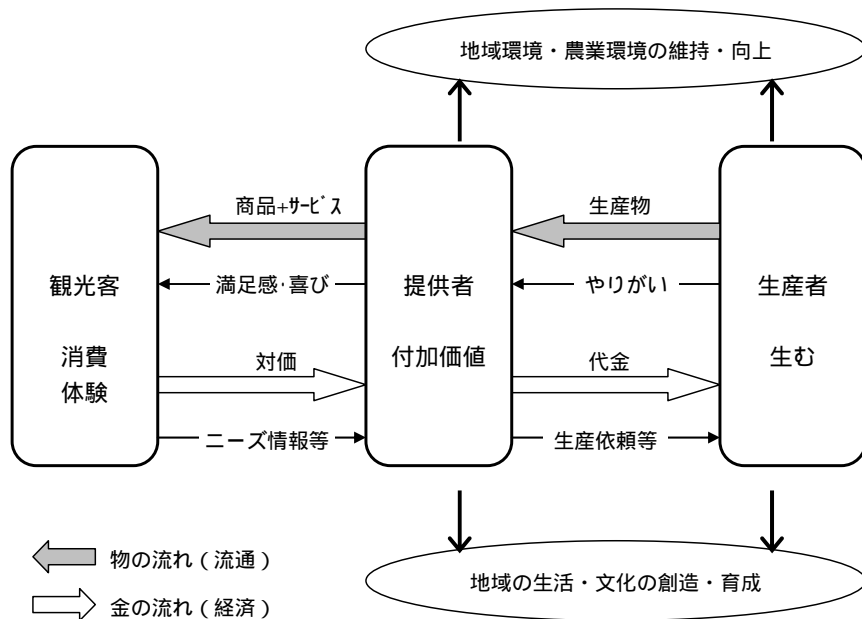 地域環境・農業環境の維持・向上
商品+ｻｰﾋﾞｽ
生産物
観光客
満足感･喜び
提供者
やりがい
生産者
消費
体験
対価
付加価値
代金
生む
ニーズ情報等
生産依頼等
物の流れ（流通）
金の流れ（経済）
地域の生活・文化の創造・育成